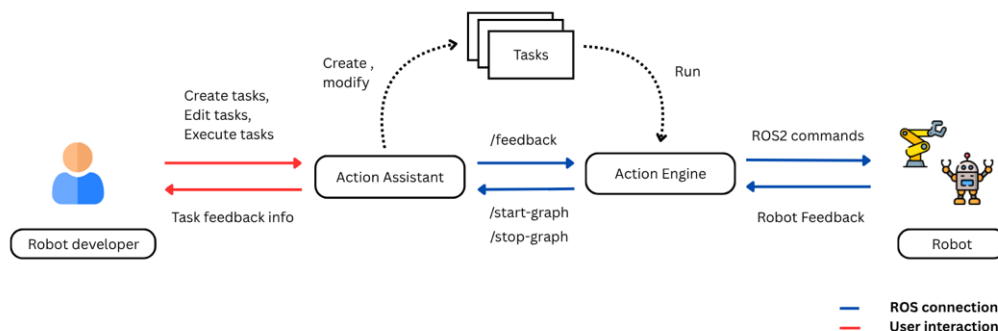 Tasks
Create ,
modify
Run
Create tasks,
Edit tasks,
Execute tasks
/feedback
ROS2 commands
Action Assistant
Action Engine
Task feedback info
/start-graph
/stop-graph
Robot Feedback
Robot developer
Robot
ROS connection
User interaction